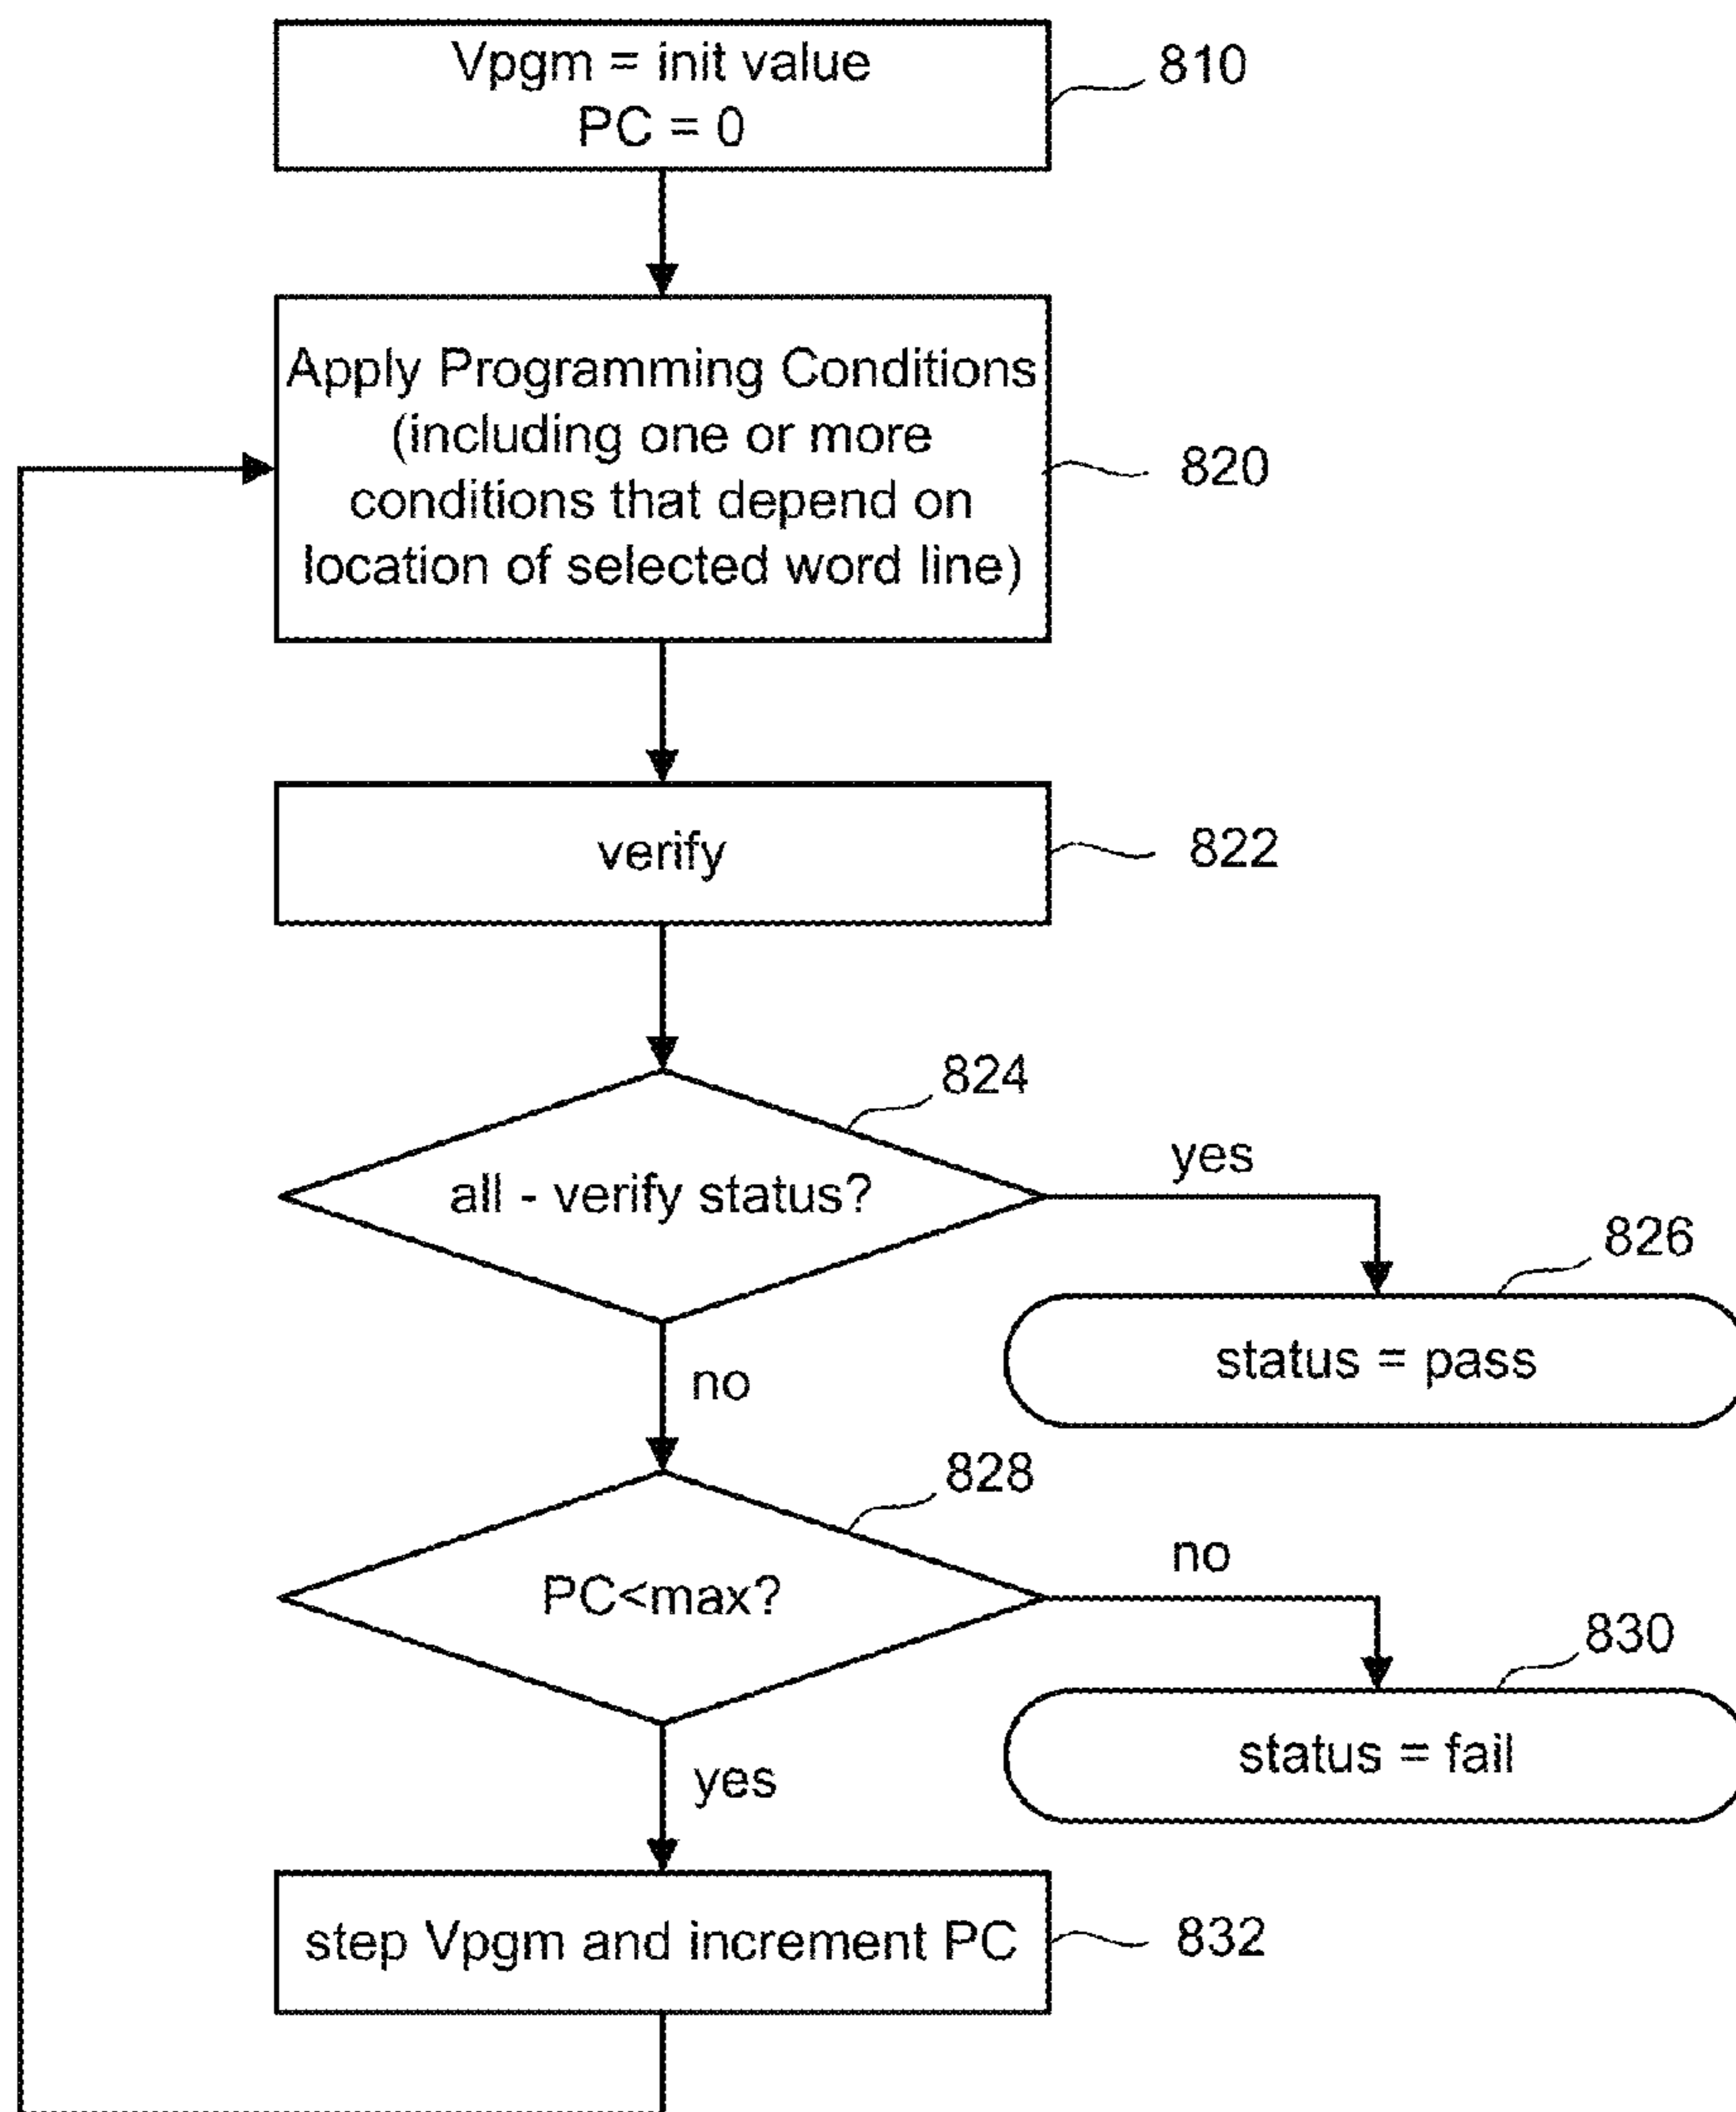 Vpgm = init value
PC = 0
810
Apply Programming Conditions
(including one or more
conditions that depend on
location of selected word line)
820
verify
822
824
all - verify status?
yes
826
status = pass
no
828
PC<max?
no
830
status = fail
yes
step Vpgm and increment PC
832